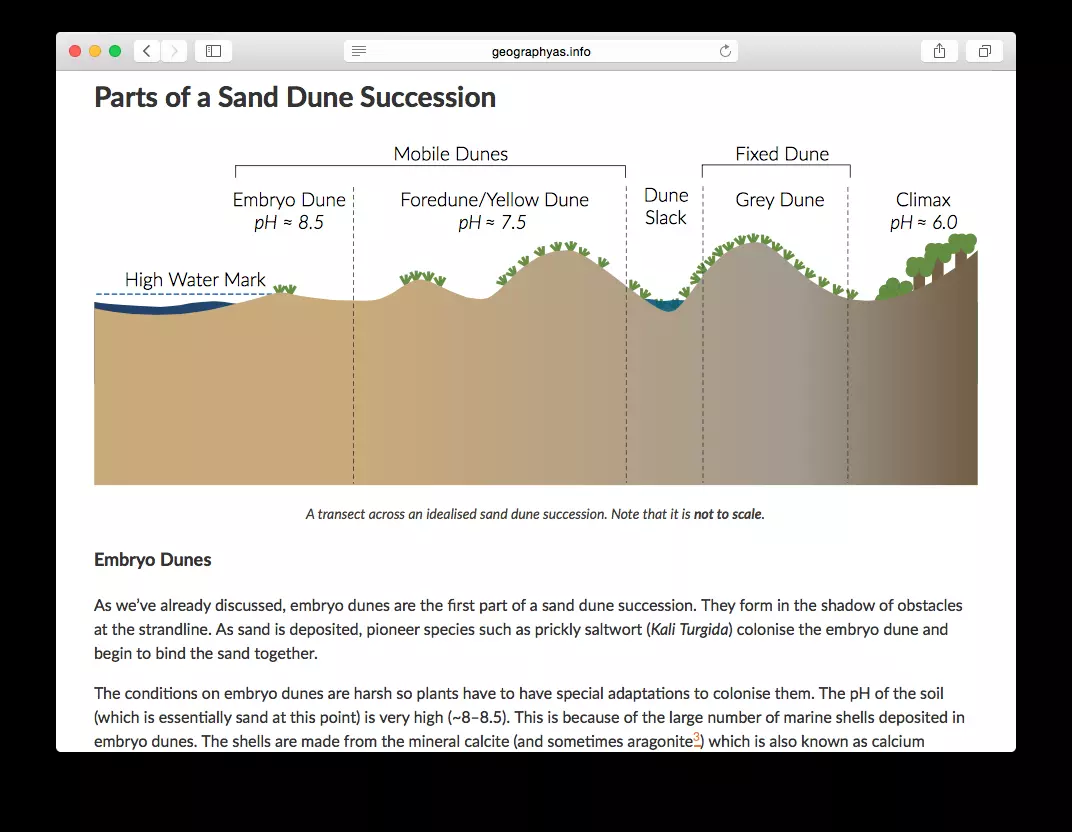 geographyas.info
Parts of a Sand Dune Succession
Mobile Dunes
Fixed Dune
Embryo Dune
pH ≈ 8.5
Foredune/Yellow Dune
pH ≈ 7.5
Dune
Slack
Grey Dune
Climax
pH ≈ 6.0
High Water Mark
A transect across an idealised sand dune succession. Note that it is not to scale.
Embryo Dunes
As we’ve already discussed, embryo dunes are the first part of a sand dune succession. They form in the shadow of obstacles
at the strandline. As sand is deposited, pioneer species such as prickly saltwort (Kali Turgida) colonise the embryo dune and
begin to bind the sand together.
The conditions on embryo dunes are harsh so plants have to have special adaptations to colonise them. The pH of the soil
(which is essentially sand at this point) is very high (~8–8.5). This is because of the large number of marine shells deposited in
embryo dunes. The shells are made from the mineral calcite (and sometimes aragonite3) which is also known as calcium